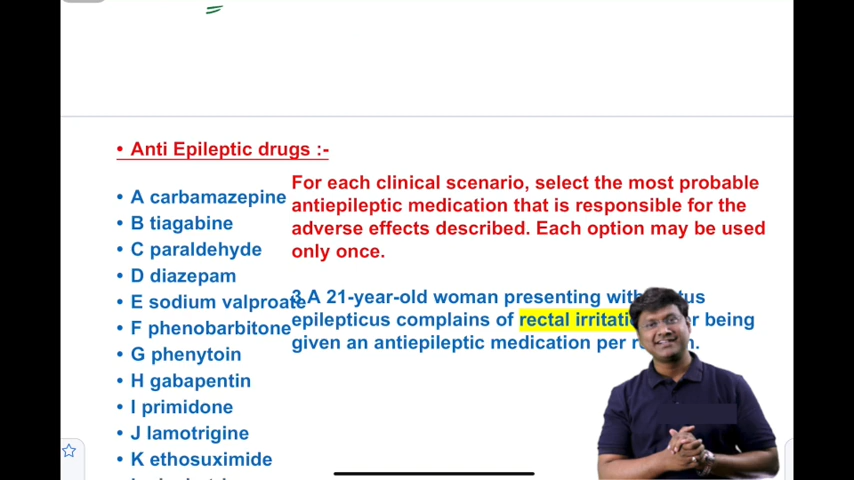 • Anti Epileptic drugs :-
• A carbamazepine
• B tiagabine
• C paraldehyde
• D diazepam
• E sodium valproate
• F phenobarbitone
• G phenytoin
• H gabapentin
• I primidone
• J lamotrigine
• K ethosuximide
For each clinical scenario, select the most probable
antiepileptic medication that is responsible for the
adverse effects described. Each option may be used
only once.
3.A 21-year-old woman presenting with
epilepticus complains of rectal being
given an antiepileptic medication per